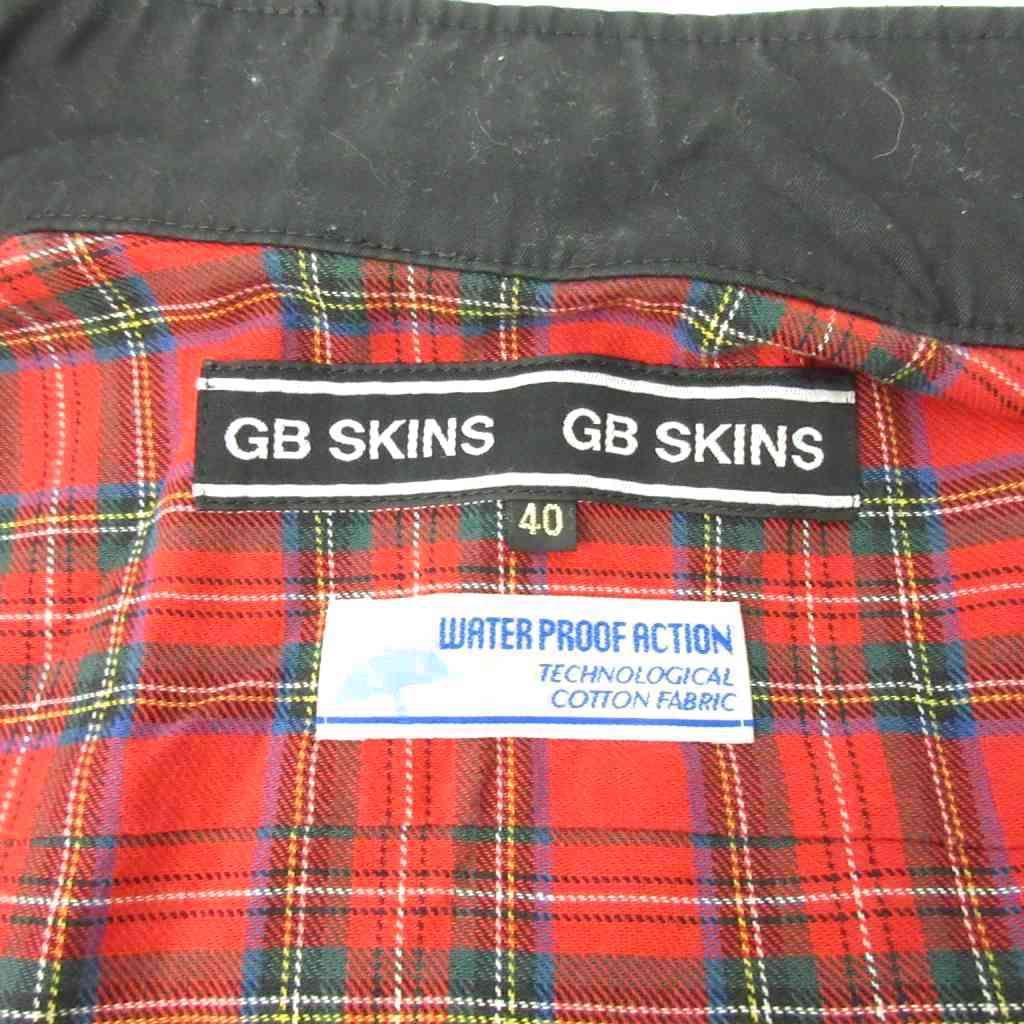 GB SKINS GB SKINS
40
WATER PROOF ACTION
TECHNOLOGICAL
COTTON FABRIC